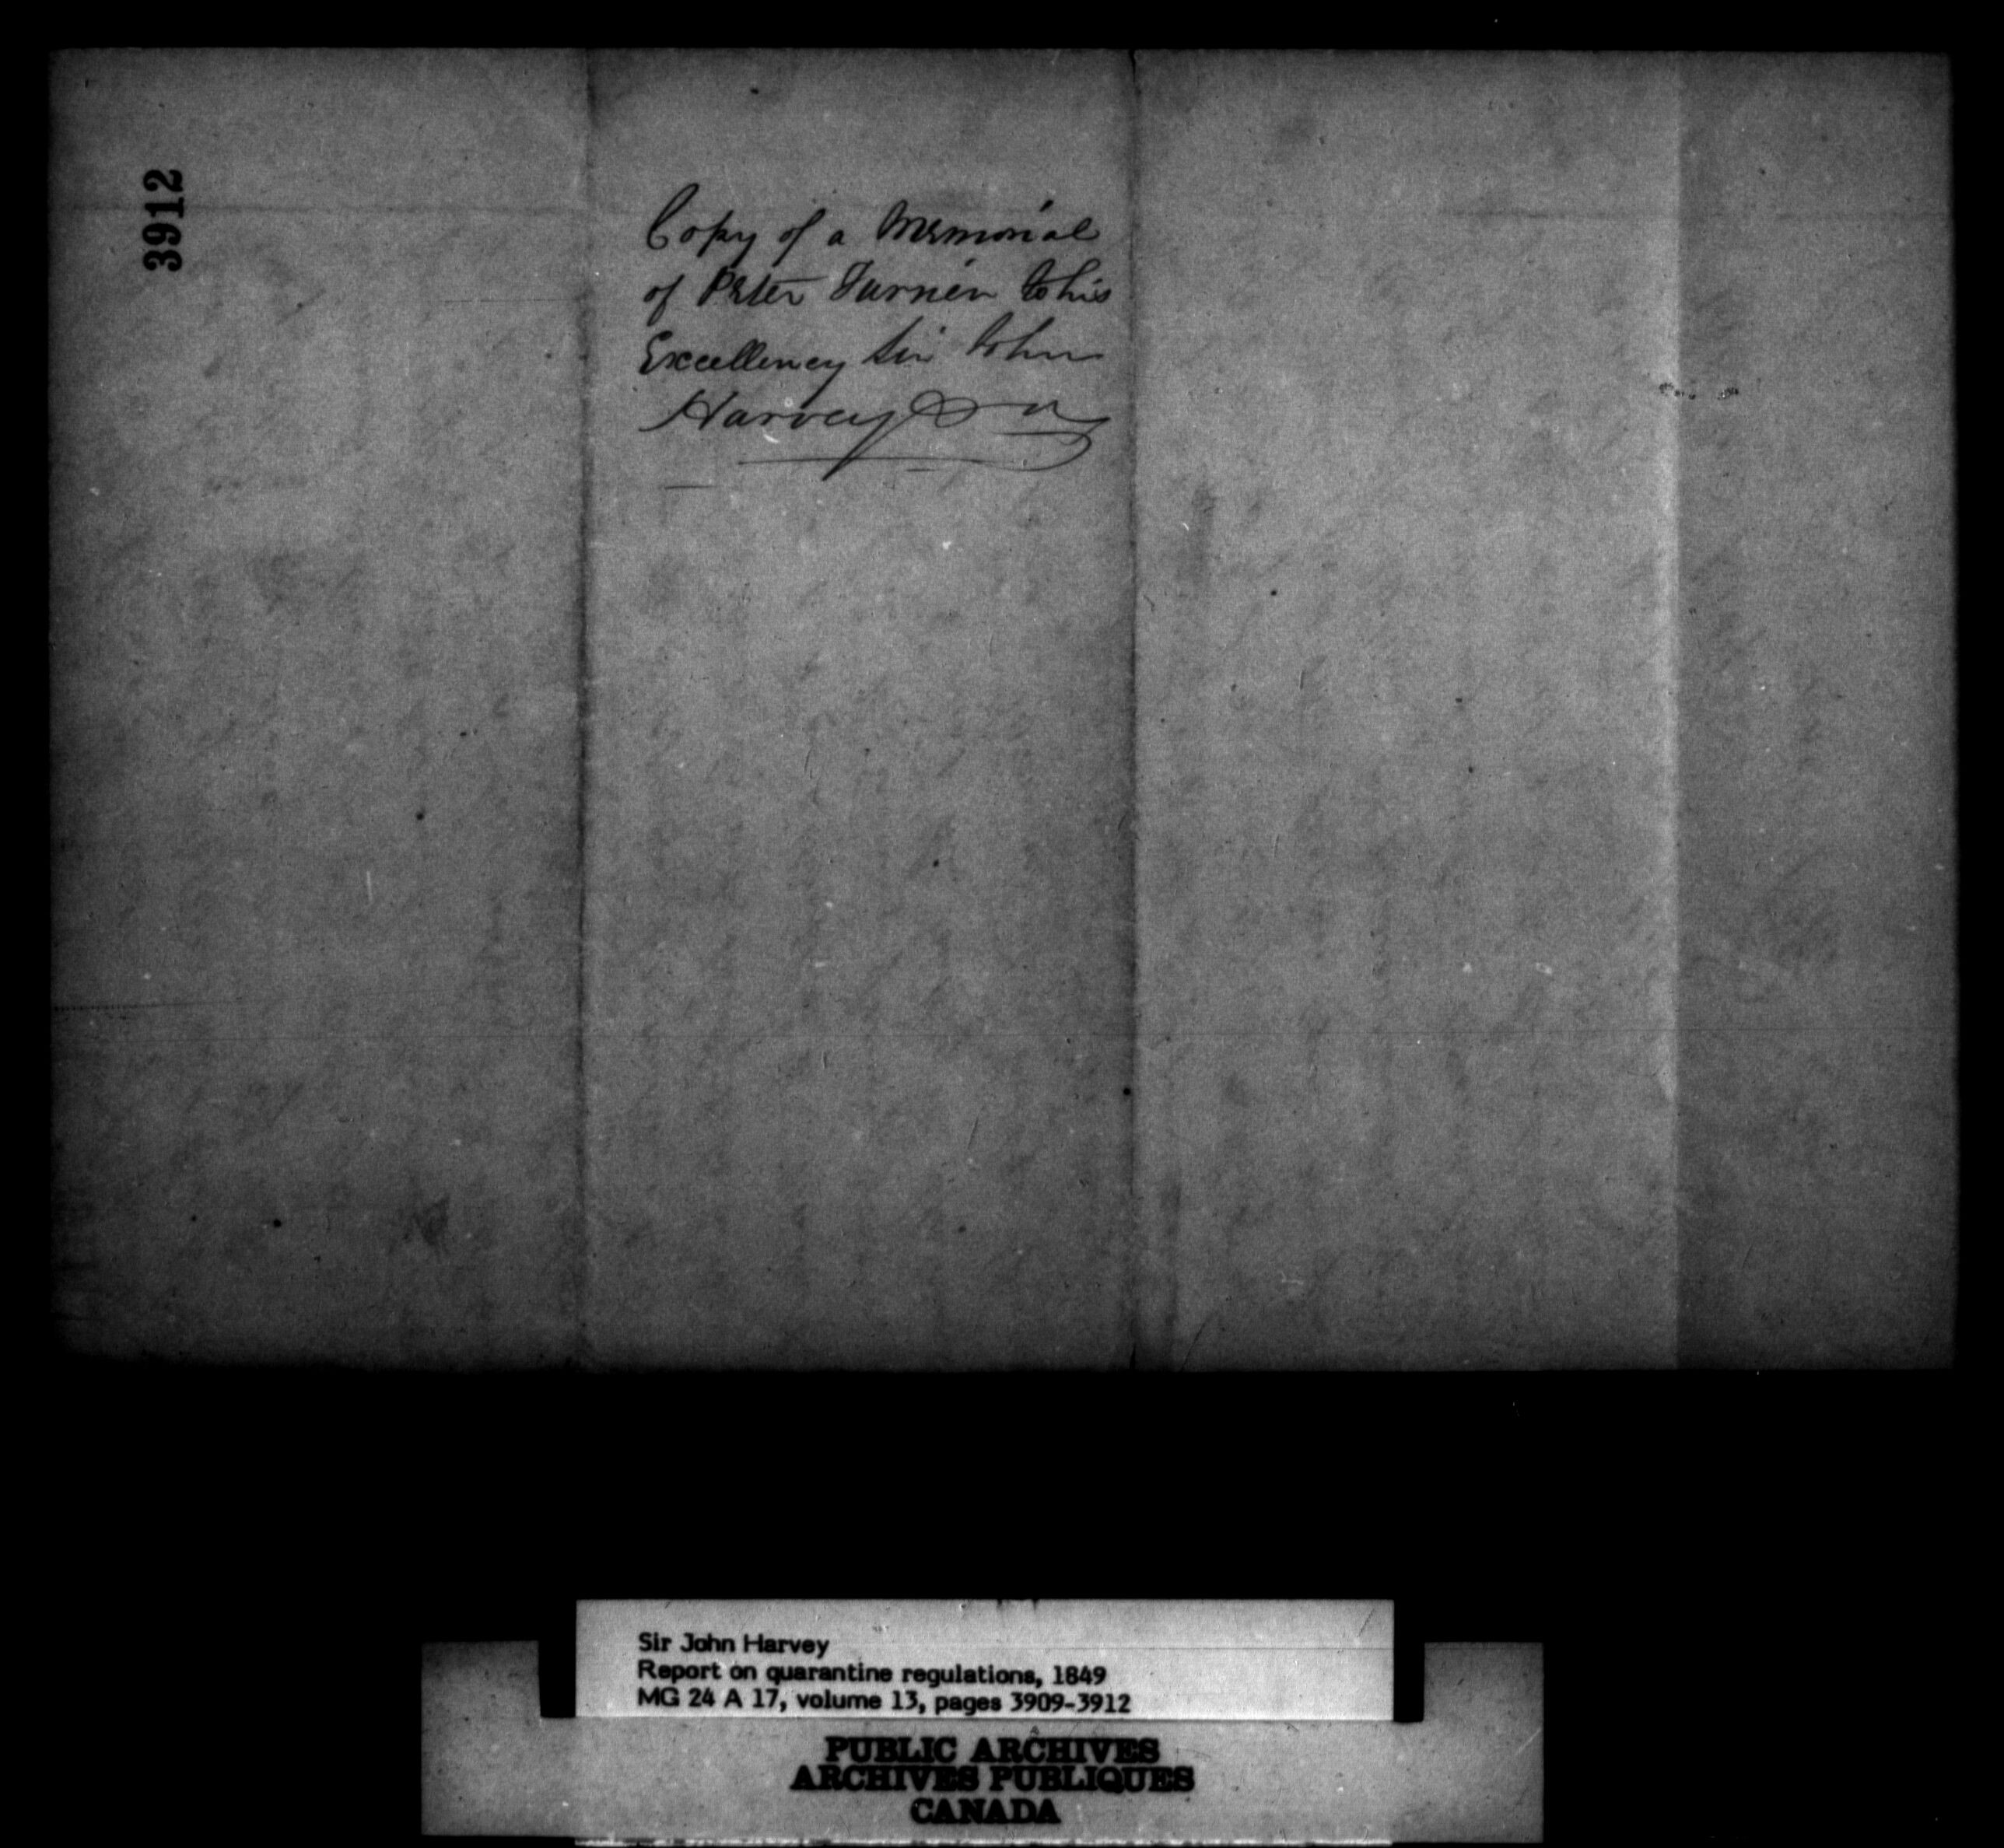 3912
Copy of a Memorial
of Peter to his
Excellency Sir John
Harvey
Sir John Harvey
Report on quarantine regulations, 1849
MG 24 A 17, volume 13, pages 3909-3912
PUBLIC ARCHIVES
ARCHIVES PUBLIQUES
CANADA